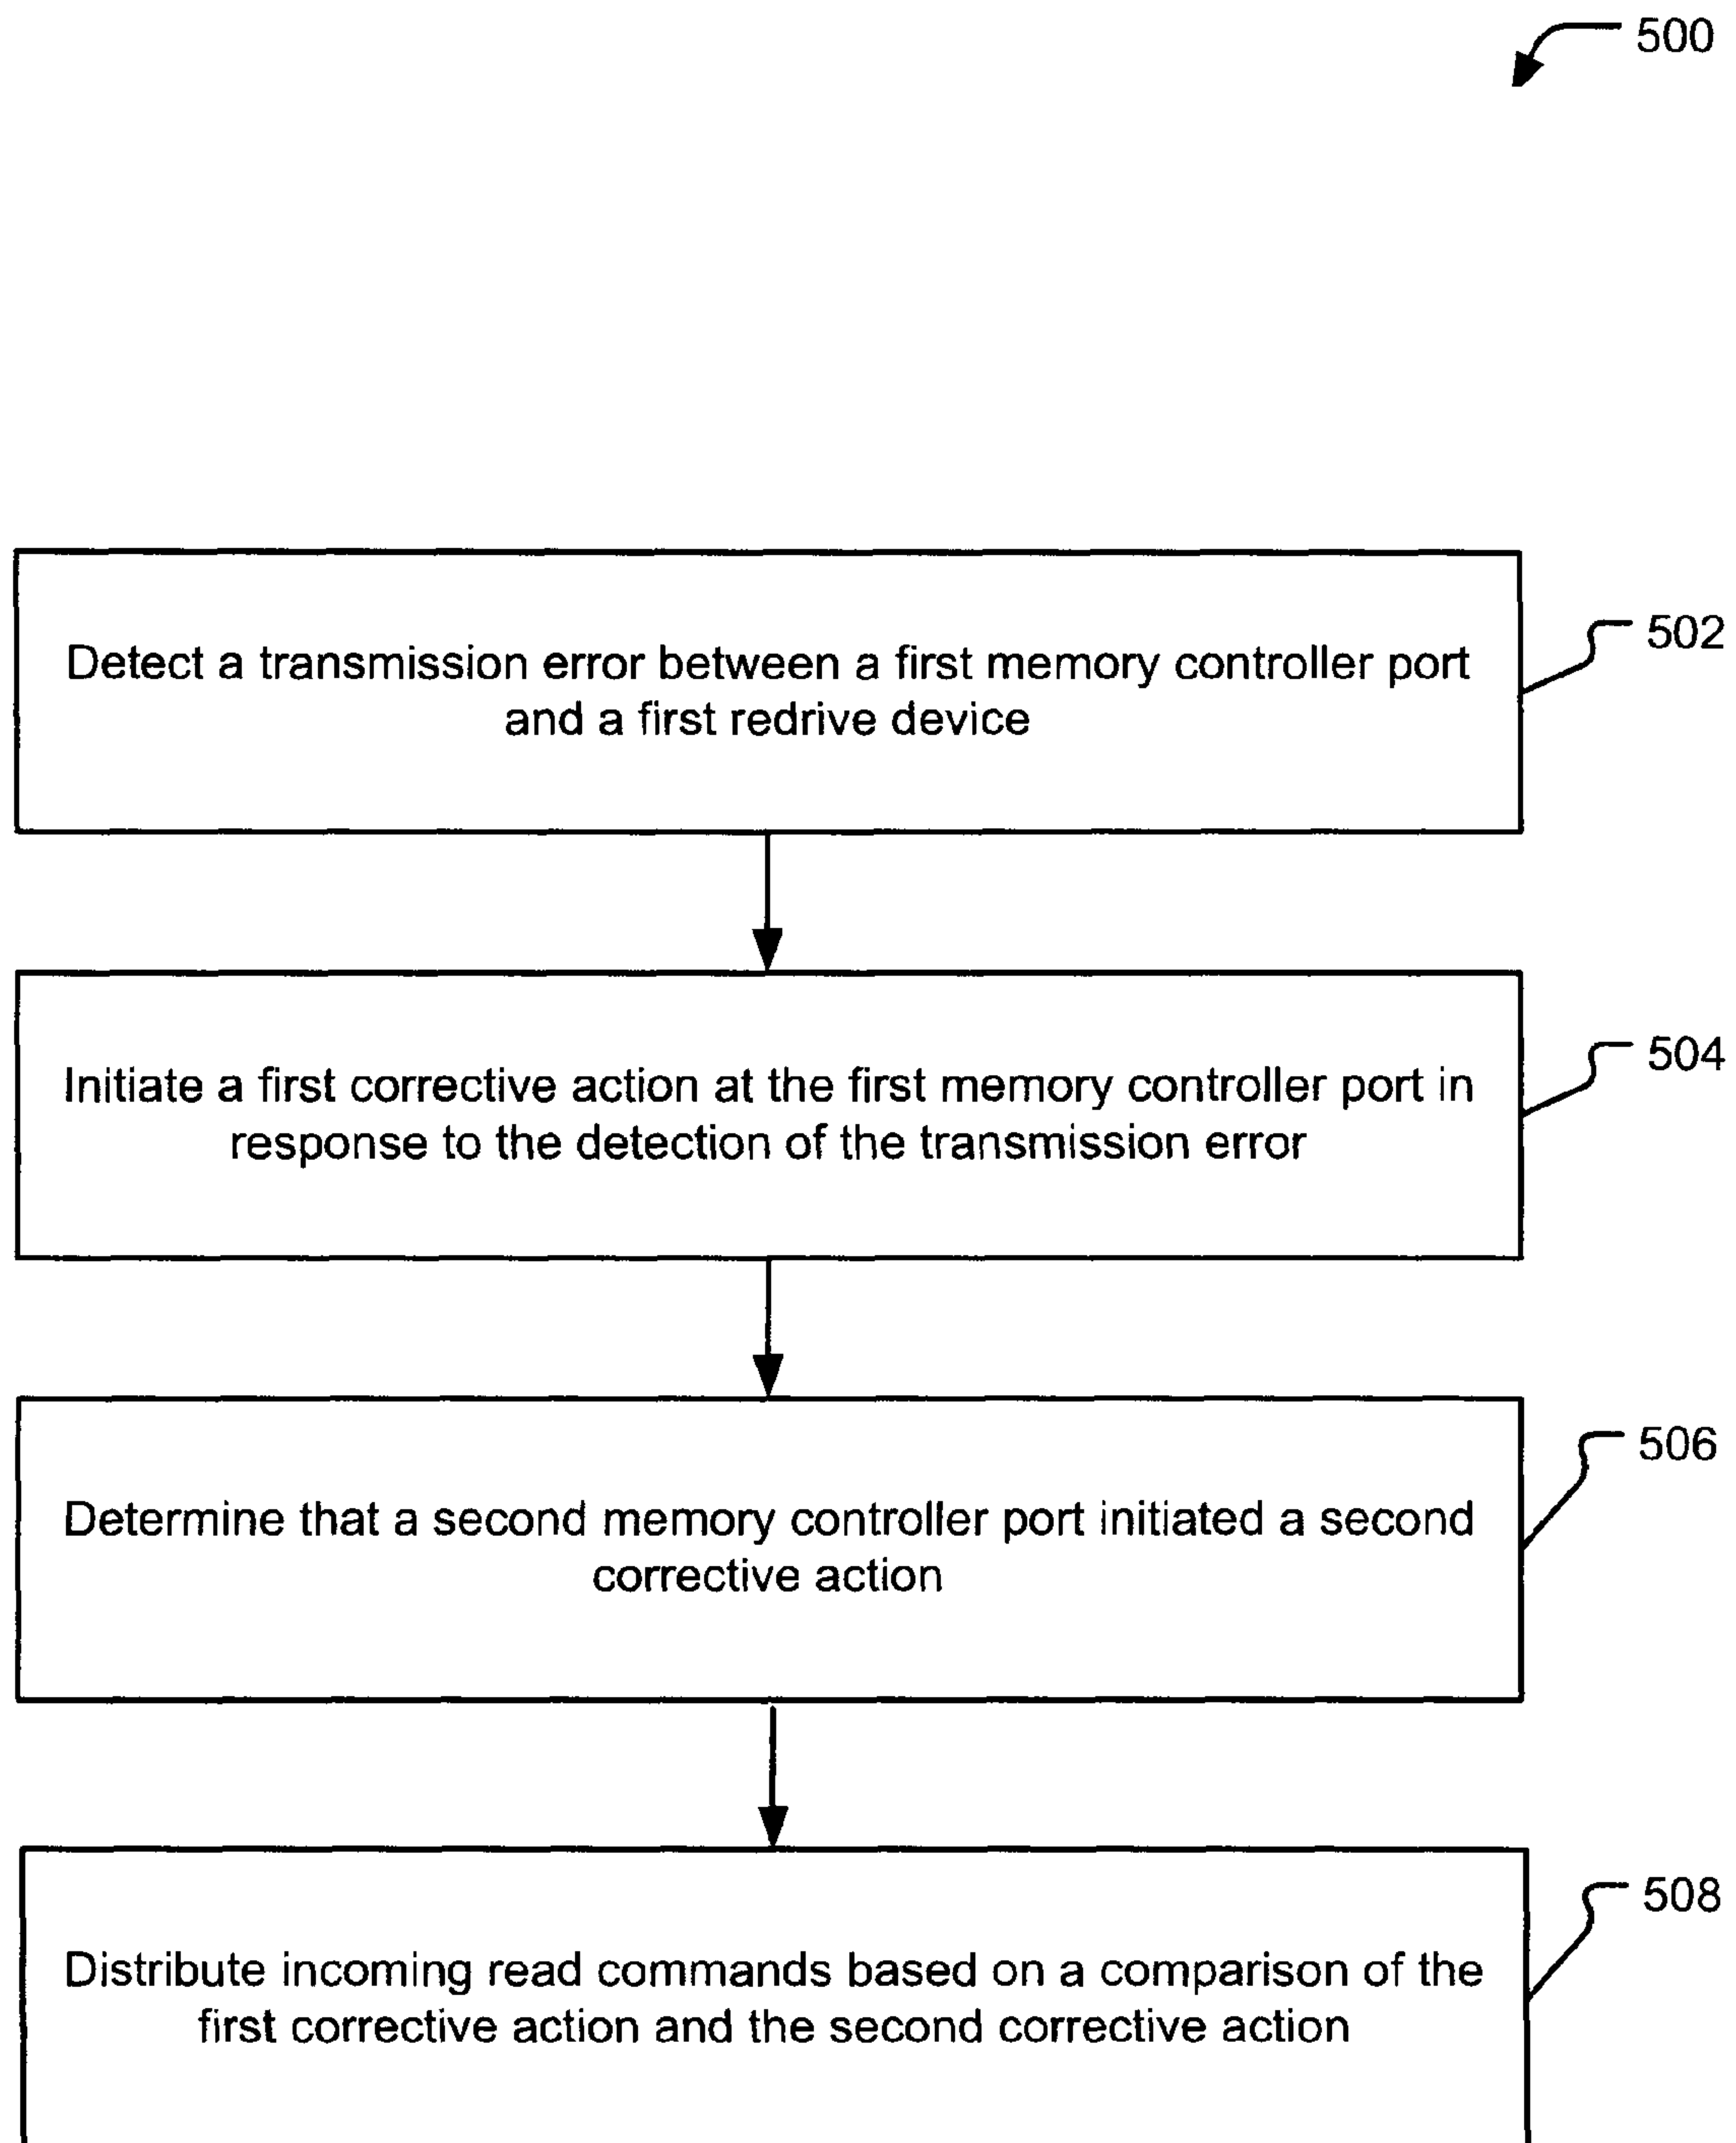 500
Detect a transmission error between a first memory controller port
and a first redrive device
502
Initiate a first corrective action at the first memory controller port in
response to the detection of the transmission error
504
Determine that a second memory controller port initiated a second
corrective action
506
Distribute incoming read commands based on a comparison of the
first corrective action and the second corrective action
508